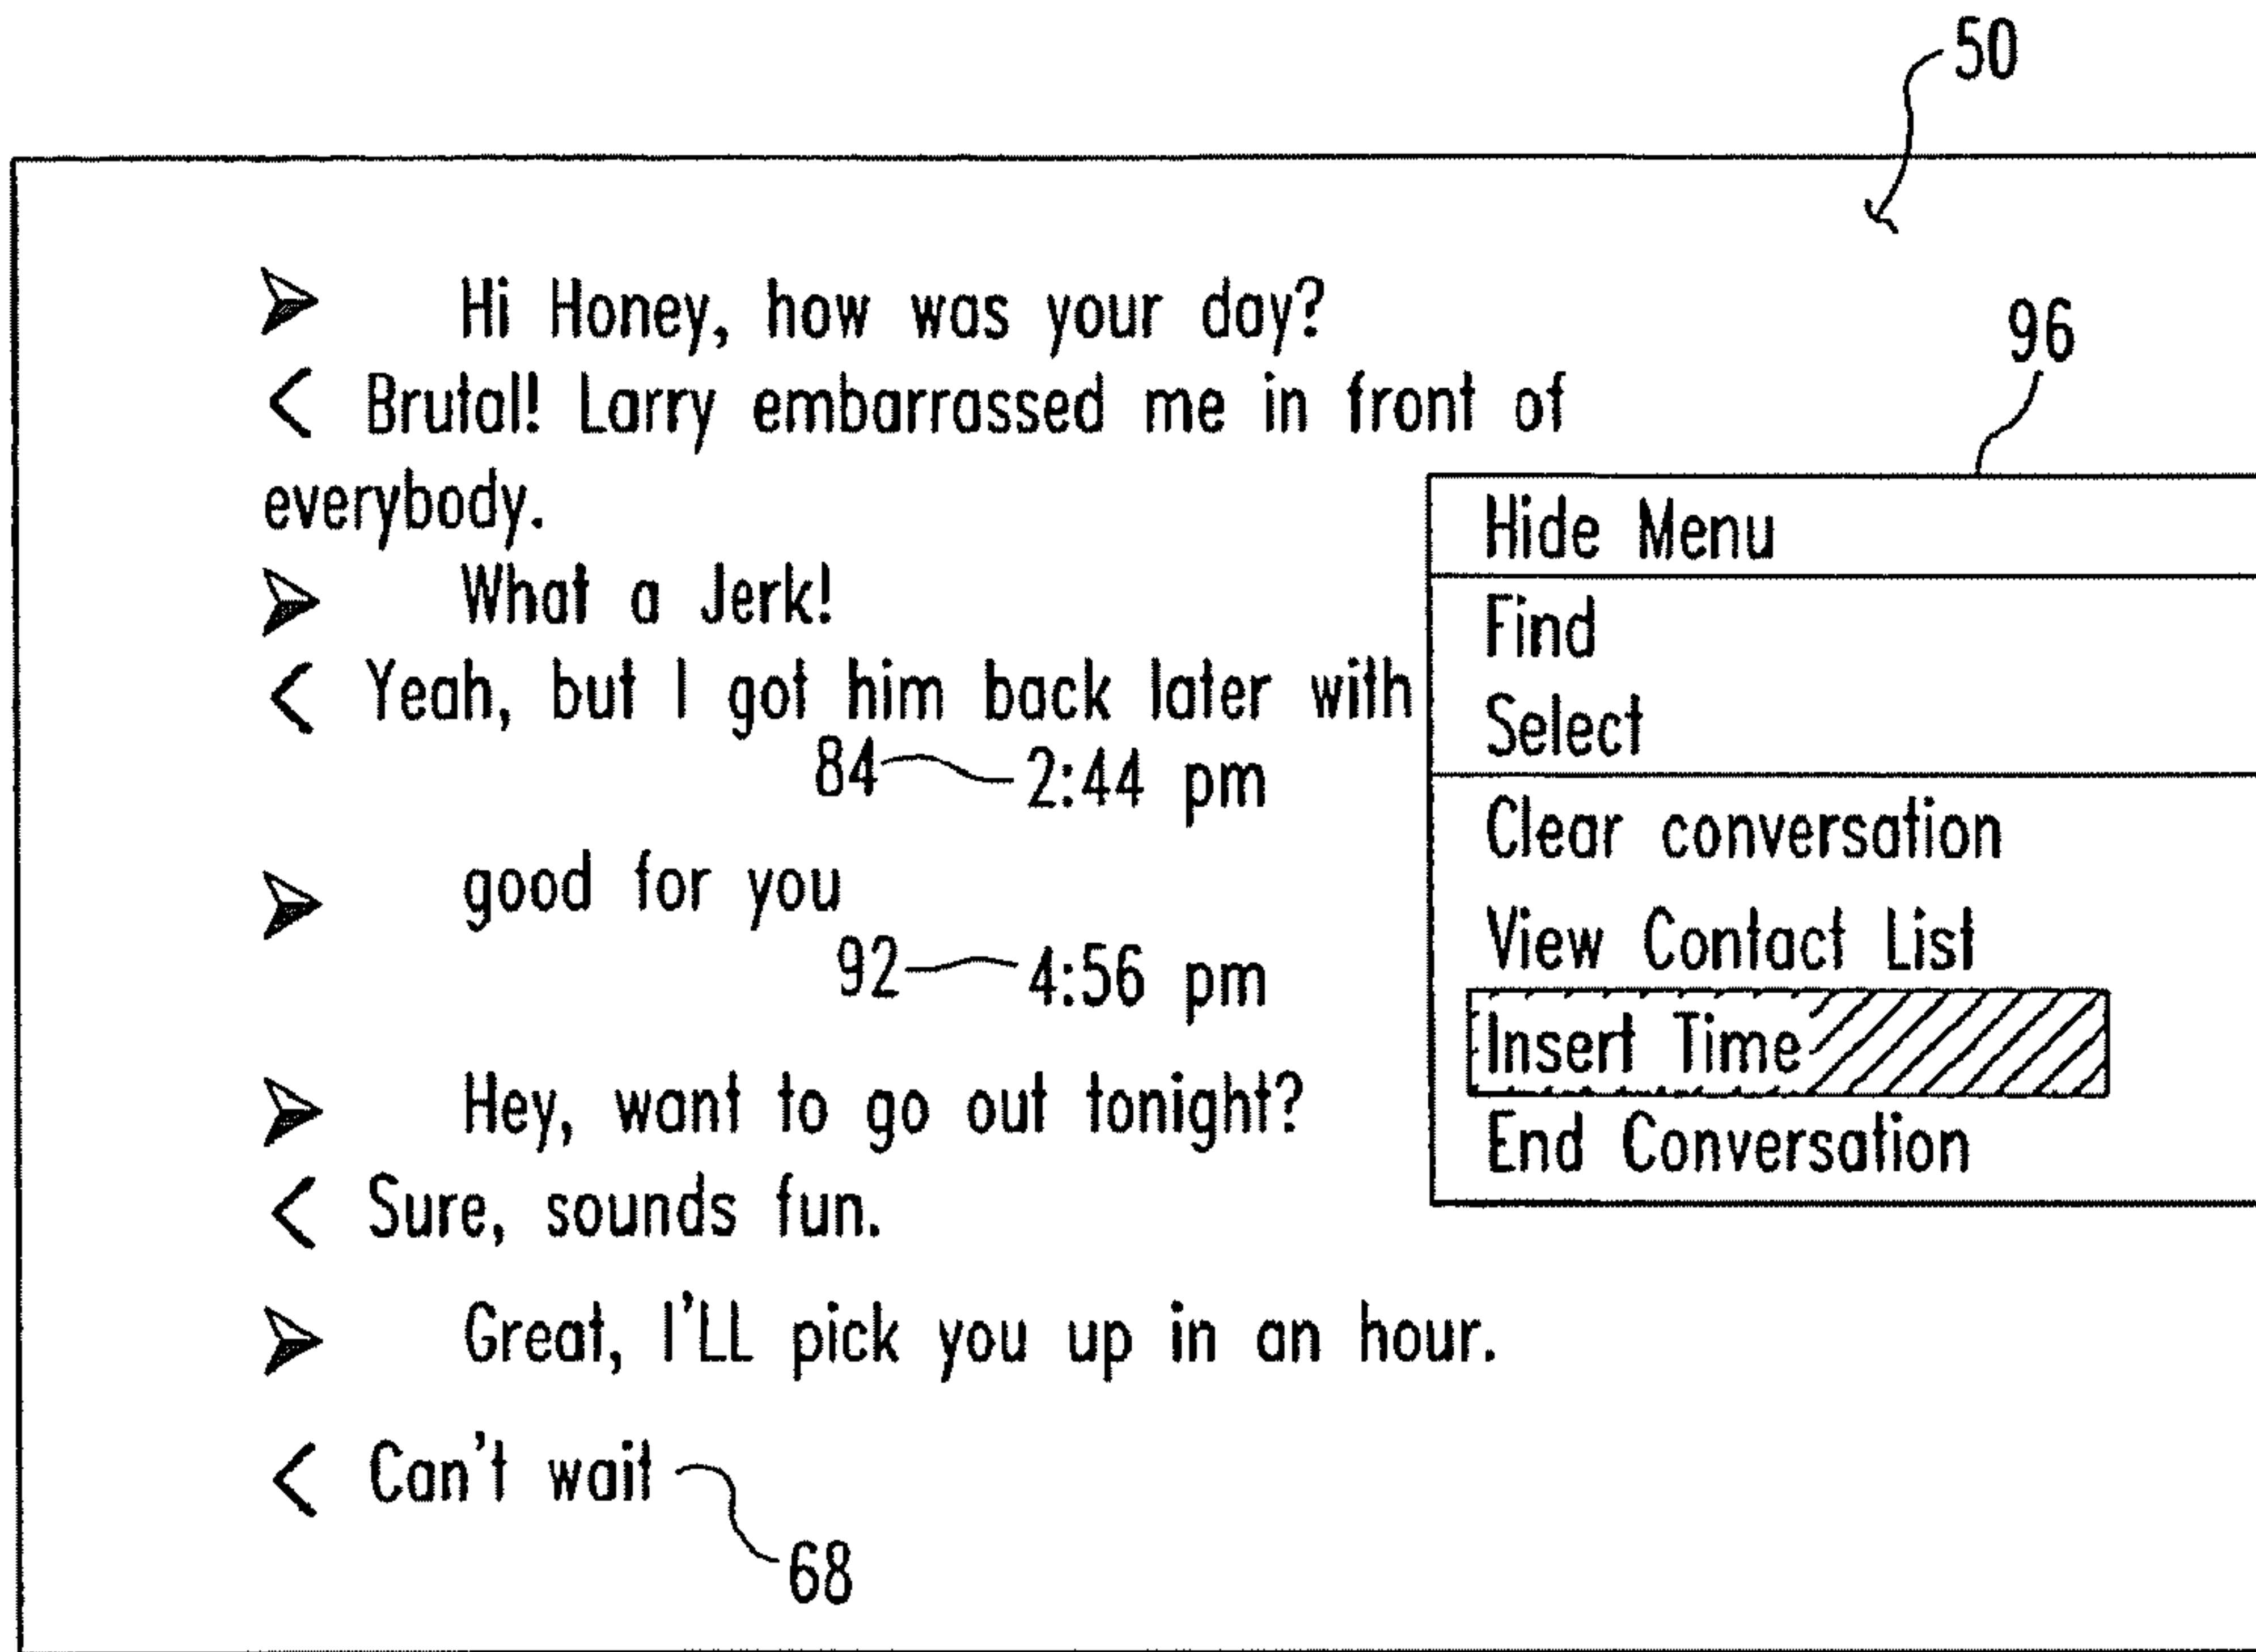 50
➢ Hi Honey, how was your day?
< Brutal! Larry embarrassed me in front of
everybody.
➢ What a Jerk!
< Yeah, but I got him back later with
84 2:44 pm
➢ good for you
92 4:56 pm
➢ Hey, want to go out tonight?
< Sure, sounds fun.
➢ Great, I'LL pick you up in an hour.
< Can't wait
68
96
Hide Menu
Find
Select
Clear conversation
View Contact List
Insert Time
End Conversation